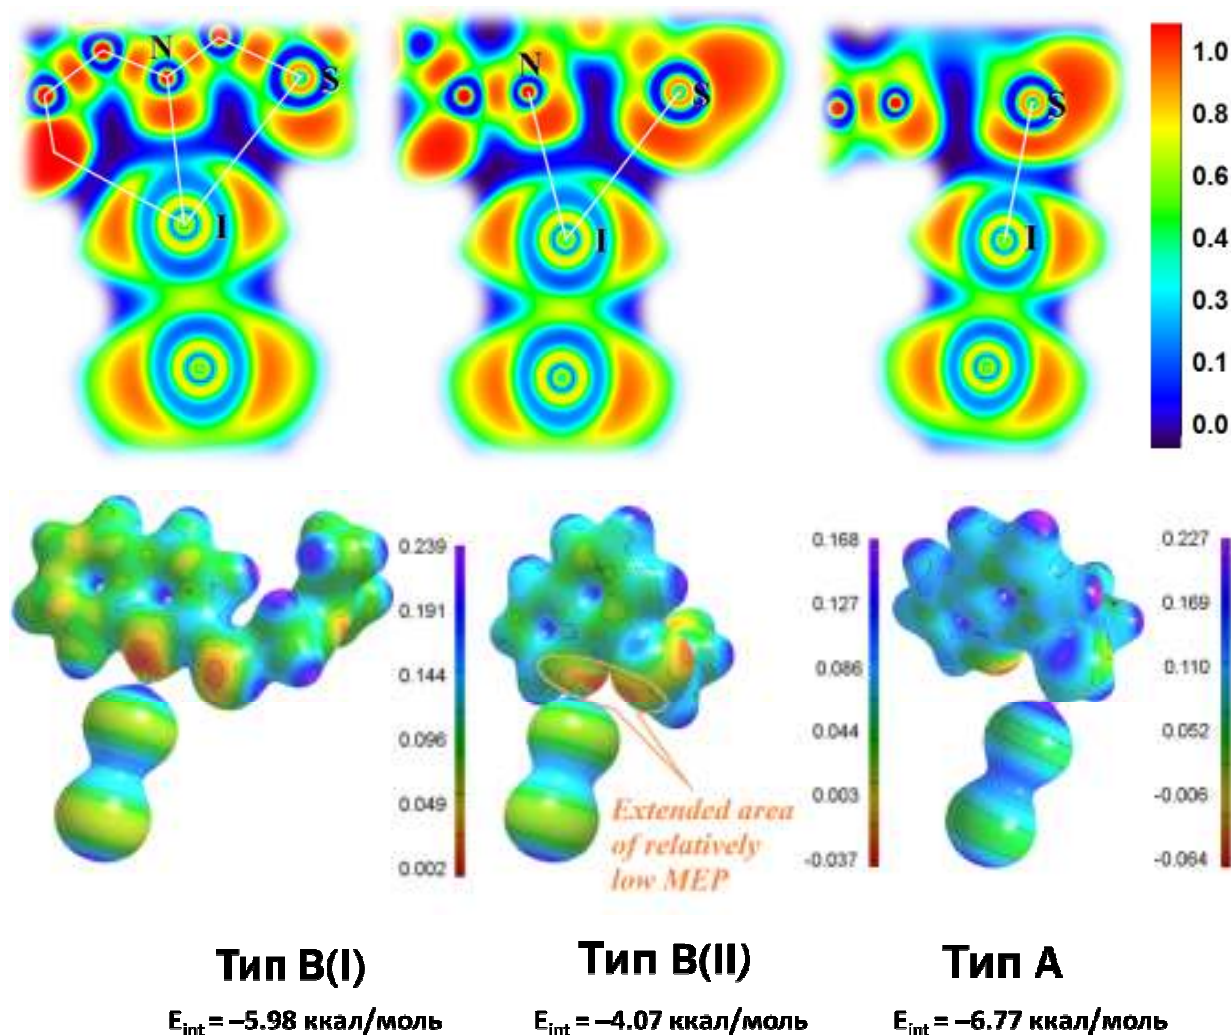 N S I
N S I
S I
1.0
0.8
0.6
0.4
0.3
0.1
0.0
0.239
0.191
0.144
0.096
0.049
0.002
0.168
0.127
0.086
0.044
0.003
-0.037
0.227
0.169
0.110
0.052
-0.006
-0.064
Extended area
of relatively
low MEP
Тип B(I)
Тип B(II)
Тип А
Eint = –5.98 ккал/моль
Eint = –4.07 ккал/моль
Eint = –6.77 ккал/моль